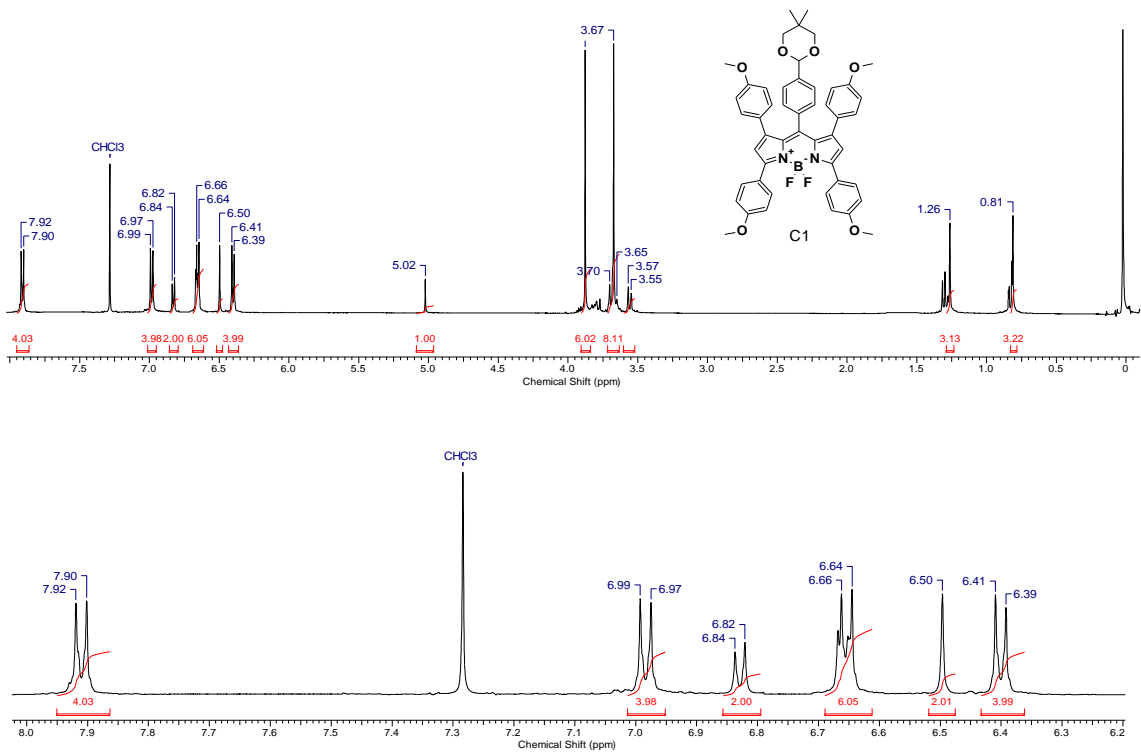 3.67
O
O
O
O
CHCl3
N
+
N
B
F
F
6.82
6.84
6.66
6.64
6.50
6.41
6.39
7.92
7.90
6.97
6.99
O
O
C1
0.81
1.26
5.02
3.70
3.65
3.57
3.55
4.03
3.98
2.00
6.05
3.99
1.00
6.02
8.11
3.13
3.22
7.5 7.0 6.5 6.0 5.5 5.0 4.5 4.0 3.5 3.0 2.5 2.0 1.5 1.0 0.5 0
Chemical Shift (ppm)
CHCl3
7.90
7.92
6.99
6.97
6.82
6.84
6.64
6.66
6.50
6.41
6.39
4.03
3.98
2.00
6.05
2.01
3.99
8.0 7.9 7.8 7.7 7.6 7.5 7.4 7.3 7.2 7.1 7.0 6.9 6.8 6.7 6.6 6.5 6.4 6.3 6.2
Chemical Shift (ppm)